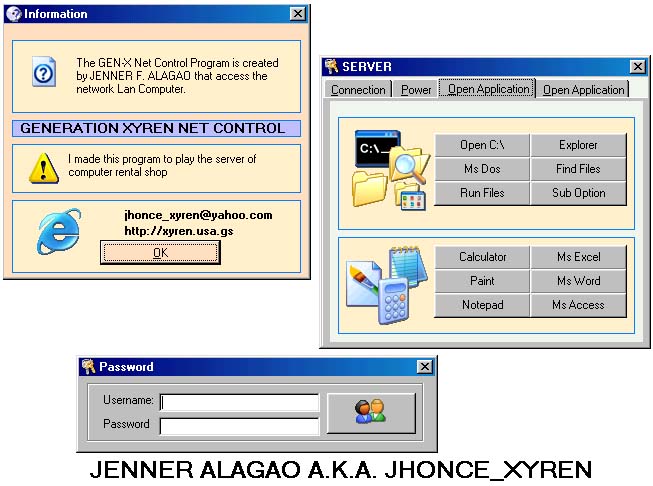 Information
The GEN-X Net Control Program is created
by JENNER F. ALAGAO that access the
network Lan Computer.
GENERATION XYREN NET CONTROL
I made this program to play the server of
computer rental shop
jhonce_xyren@yahoo.com
http://xyren.usa.gs
OK
SERVER
Connection Power Open Application Open Application
C:\_
Open C:\ Explorer
Ms Dos Find Files
Run Files Sub Option
Calculator Ms Excel
Paint Ms Word
Notepad Ms Access
Password
Username:
Password
JENNER ALAGAO A.K.A. JHONCE_XYREN